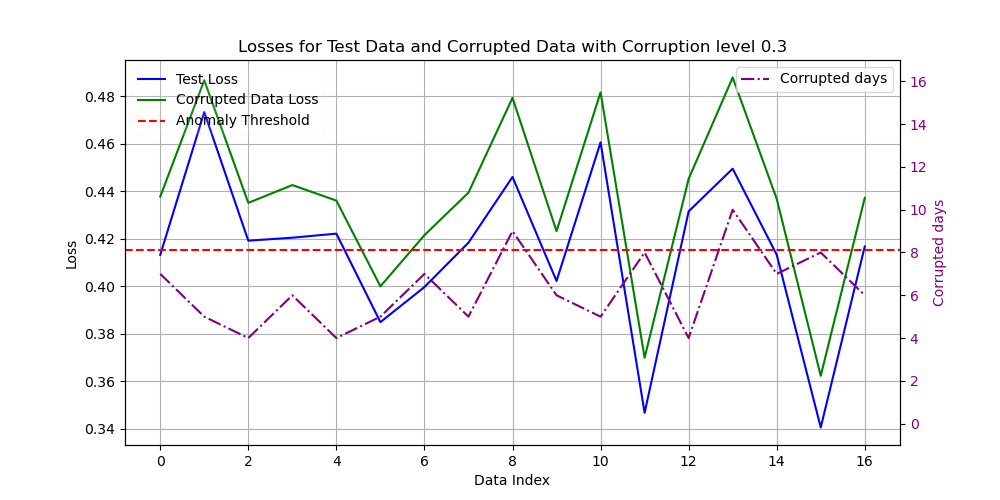 Losses for Test Data and Corrupted Data with Corruption level 0.3
Test Loss
Corrupted Data Loss
Anomaly Threshold
Corrupted days
Loss
0.48
0.46
0.44
0.42
0.40
0.38
0.36
0.34
16
14
12
10
8
6
4
2
0
Corrupted days
0 2 4 6 8 10 12 14 16
Data Index